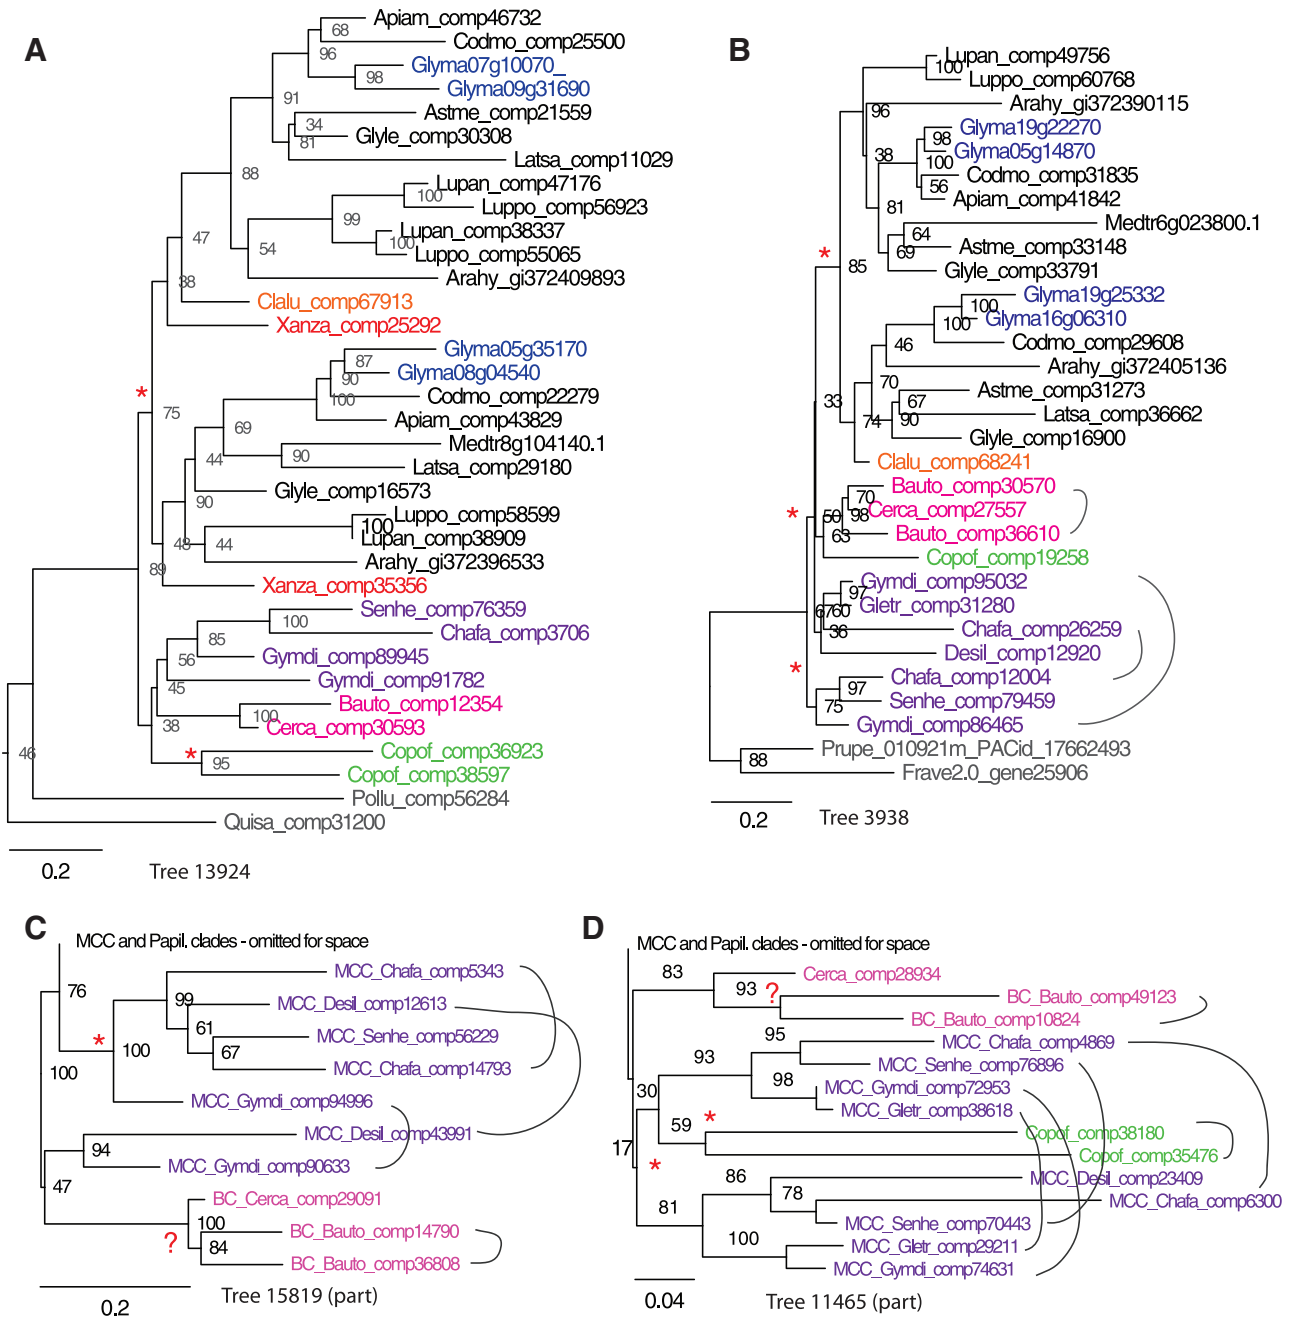 A
Apiam_comp46732
68
Codmo_comp25500
96
Glyma07g10070_
98
Glyma09g31690
91
Astme_comp21559
34
Glyle_comp30308
81
Latsa_comp11029
88
Lupan_comp47176
100
Luppo_comp56923
99
Lupan_comp38337
100
47
54
Luppo_comp55065
Arahy_gi372409893
38
Clalu_comp67913
Xanza_comp25292
Glyma05g35170
87
Glyma08g04540
90
*
100
Codmo_comp22279
75
Apiam_comp43829
69
Medtr8g104140.1
44
90
Latsa_comp29180
Glyle_comp16573
90
Luppo_comp58599
100
Lupan_comp38909
48
44
Arahy_gi372396533
89
Xanza_comp35356
Senhe_comp76359
100
Chafa_comp3706
85
Gymdi_comp89945
56
Gymdi_comp91782
45
Bauto_comp12354
100
38
Cerca_comp30593
46
*
Copof_comp36923
95
Copof_comp38597
Pollu_comp56284
Quisa_comp31200
0.2
Tree 13924
B
Lupan_comp49756
100
Luppo_comp60768
96
Arahy_gi372390115
Glyma19g22270
98
38
Glyma05g14870
100
Codmo_comp31835
56
Apiam_comp41842
81
Medtr6g023800.1
64
69
Astme_comp33148
*
85
Glyle_comp33791
Glyma19g25332
100
100
Glyma16g06310
46
Codmo_comp29608
Arahy_gi372405136
70
Astme_comp31273
33
67
74
90
Latsa_comp36662
Glyle_comp16900
Clalu_comp68241
Bauto_comp30570
70
*
50
98
Cerca_comp27557
63
Bauto_comp36610
Copof_comp19258
Gymdi_comp95032
97
67
60
Gletr_comp31280
36
Chafa_comp26259
Desil_comp12920
*
Chafa_comp12004
97
75
Senhe_comp79459
Gymdi_comp86465
Prupe_010921m_PACid_17662493
88
Frave2.0_gene25906
0.2
Tree 3938
C
MCC and Papil. clades - omitted for space
76
MCC_Chafa_comp5343
99
MCC_Desil_comp12613
61
MCC_Senhe_comp56229
*
100
67
100
MCC_Chafa_comp14793
MCC_Gymdi_comp94996
MCC_Desil_comp43991
94
MCC_Gymdi_comp90633
47
BC_Cerca_comp29091
100
BC_Bauto_comp14790
?
84
BC_Bauto_comp36808
0.2
Tree 15819 (part)
D
MCC and Papil. clades - omitted for space
83
Cerca_comp28934
93
?
BC_Bauto_comp49123
BC_Bauto_comp10824
95
MCC_Chafa_comp4869
93
MCC_Senhe_comp76896
98
MCC_Gymdi_comp72953
30
MCC_Gletr_comp38618
*
59
Copof_comp38180
17
*
Copof_comp35476
86
MCC_Desil_comp23409
78
MCC_Chafa_comp6300
81
MCC_Senhe_comp70443
100
MCC_Gletr_comp29211
MCC_Gymdi_comp74631
0.04
Tree 11465 (part)